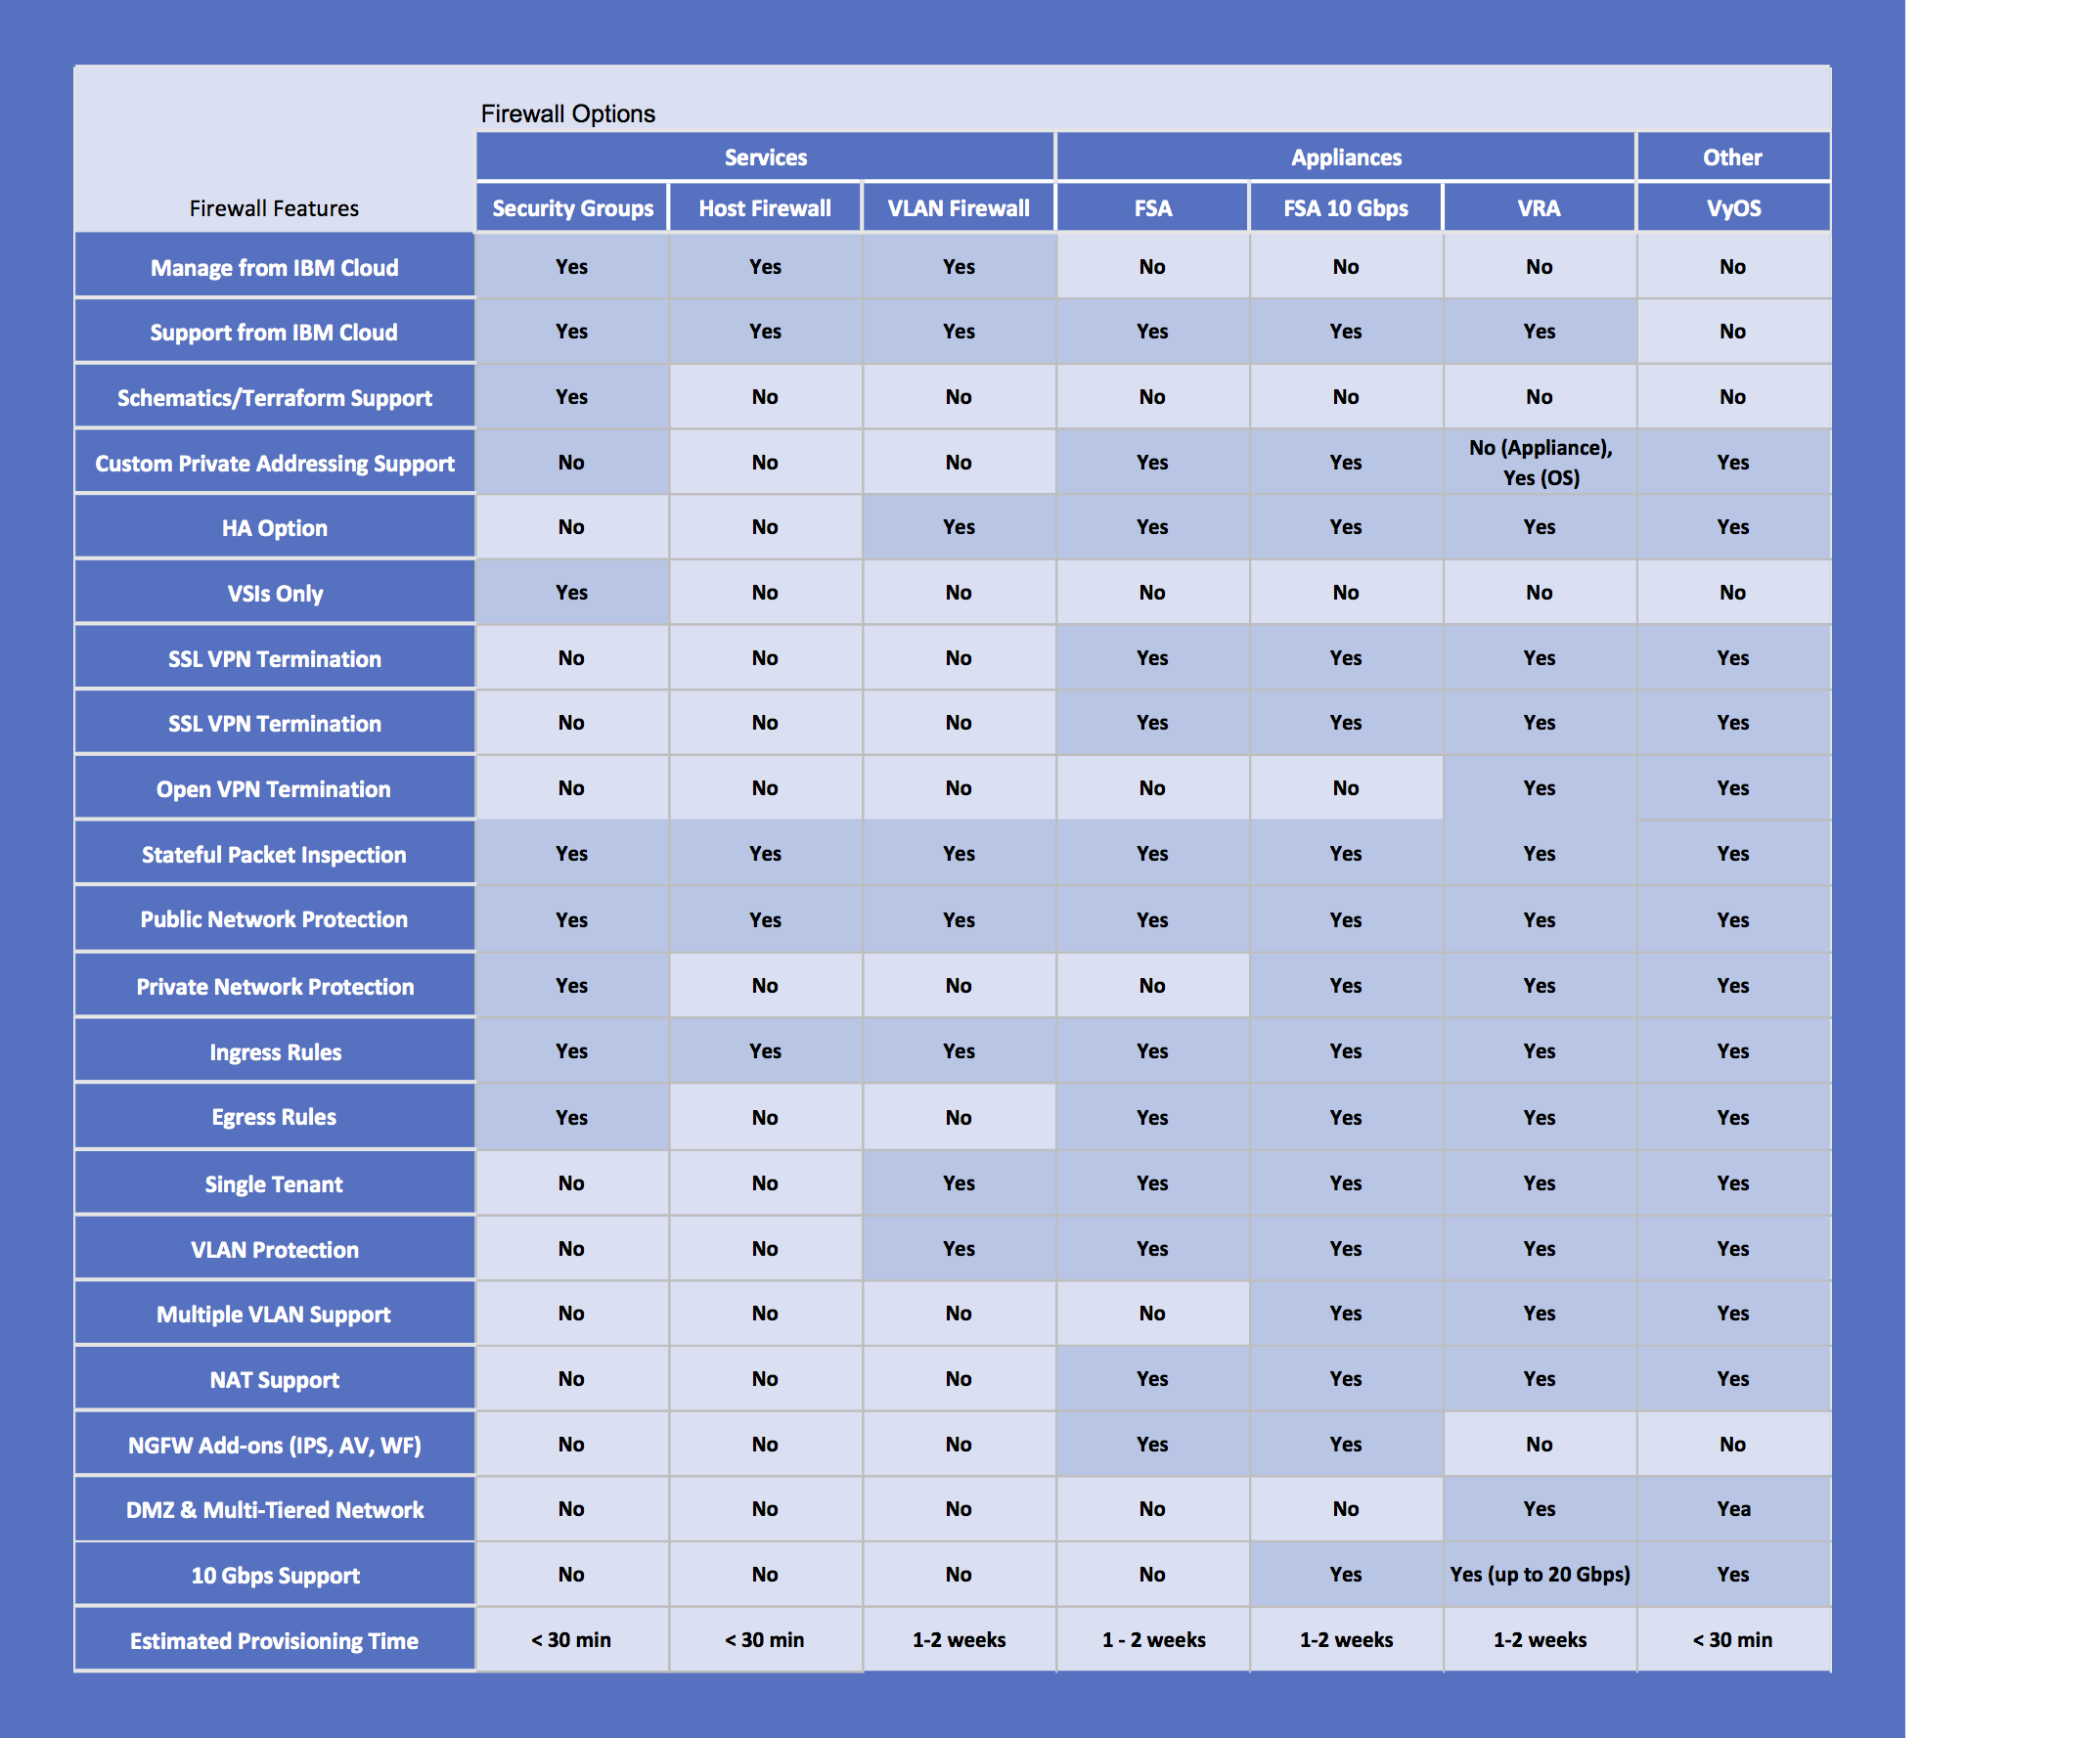 Firewall Options
Services Appliances Other
Firewall Features Security Groups Host Firewall VLAN Firewall FSA FSA 10 Gbps VRA VyOS
Manage from IBM Cloud Yes Yes Yes No No No No
Support from IBM Cloud Yes Yes Yes Yes Yes Yes No
Schematics/Terraform Support Yes No No No No No No
Custom Private Addressing Support No No No Yes Yes No (Appliance), Yes (OS) Yes
HA Option No No Yes Yes Yes Yes Yes
VSIs Only Yes No No No No No No
SSL VPN Termination No No No Yes Yes Yes Yes
SSL VPN Termination No No No Yes Yes Yes Yes
Open VPN Termination No No No No No Yes Yes
Stateful Packet Inspection Yes Yes Yes Yes Yes Yes Yes
Public Network Protection Yes Yes Yes Yes Yes Yes Yes
Private Network Protection Yes No No No Yes Yes Yes
Ingress Rules Yes Yes Yes Yes Yes Yes Yes
Egress Rules Yes No No Yes Yes Yes Yes
Single Tenant No No Yes Yes Yes Yes Yes
VLAN Protection No No Yes Yes Yes Yes Yes
Multiple VLAN Support No No No No Yes Yes Yes
NAT Support No No No Yes Yes Yes Yes
NGFW Add-ons (IPS, AV, WF) No No No Yes Yes No No
DMZ & Multi-Tiered Network No No No No No Yes Yea
10 Gbps Support No No No No Yes Yes (up to 20 Gbps) Yes
Estimated Provisioning Time < 30 min < 30 min 1-2 weeks 1 - 2 weeks 1-2 weeks 1-2 weeks < 30 min